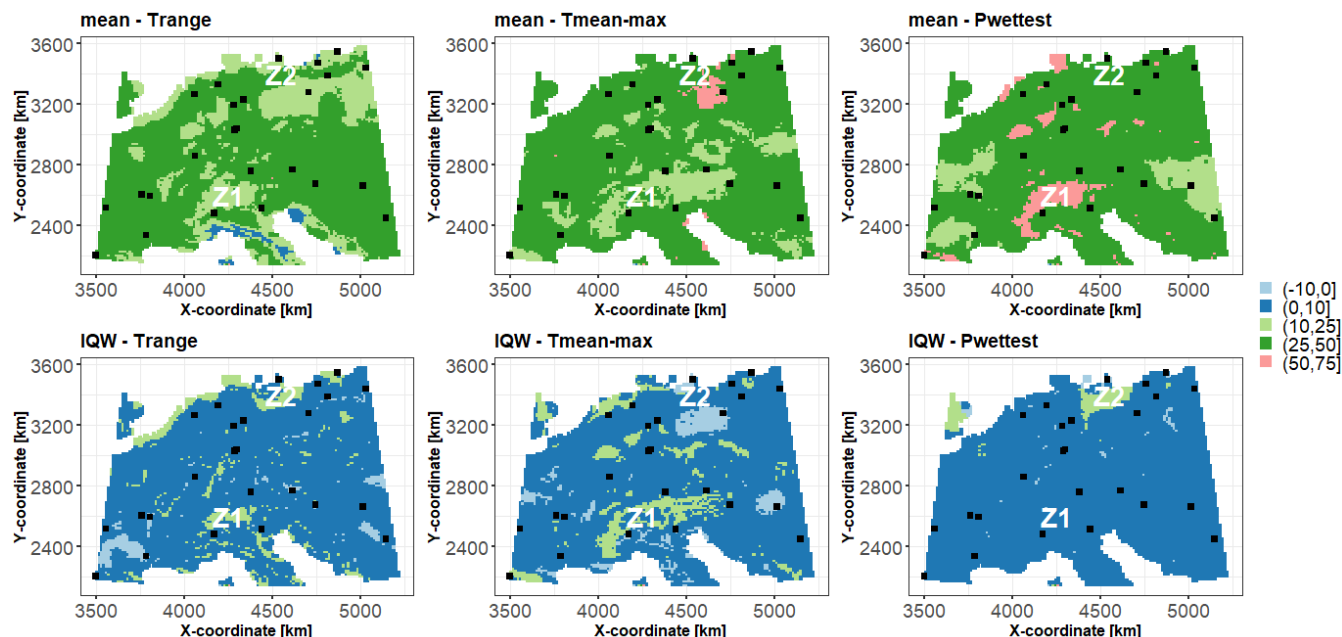 mean - Trange
mean - Tmean-max
mean - Pwettest
Y-coordinate [km]
3600
3200
2800
2400
Z2
Z1
3500 4000 4500 5000
X-coordinate [km]
Y-coordinate [km]
3600
3200
2800
2400
Z2
Z1
3500 4000 4500 5000
X-coordinate [km]
Y-coordinate [km]
3600
3200
2800
2400
Z2
Z1
3500 4000 4500 5000
X-coordinate [km]
(-10,0]
(0,10]
(10,25]
(25,50]
(50,75]
IQW - Trange
IQW - Tmean-max
IQW - Pwettest
Y-coordinate [km]
3600
3200
2800
2400
Z2
Z1
3500 4000 4500 5000
X-coordinate [km]
Y-coordinate [km]
3600
3200
2800
2400
Z2
Z1
3500 4000 4500 5000
X-coordinate [km]
Y-coordinate [km]
3600
3200
2800
2400
Z2
Z1
3500 4000 4500 5000
X-coordinate [km]